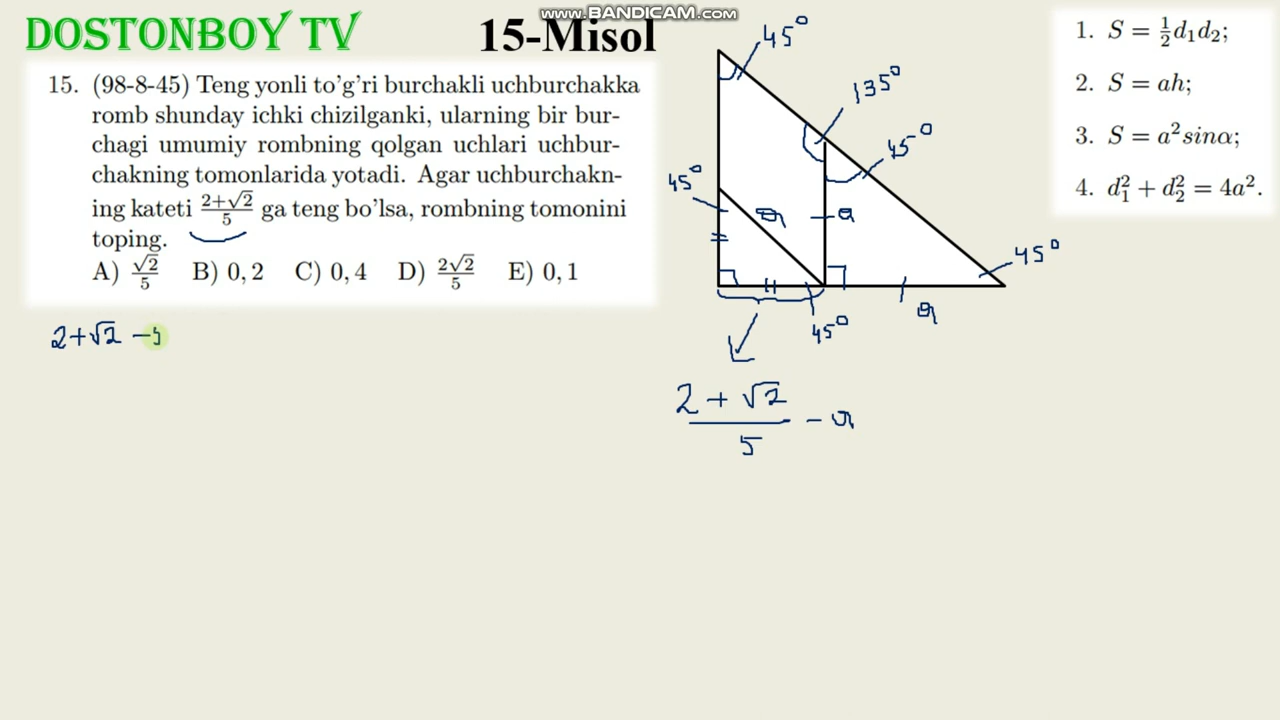 www.BANDICAM.com
DOSTONBOY TV
15-Misol
15. (98-8-45) Teng yonli to’g’ri burchakli uchburchakka
romb shunday ichki chizilganki, ularning bir bur-
chagi umumiy rombning qolgan uchlari uchbur-
chakning tomonlarida yotadi. Agar uchburchakn-
ing kateti (2+√2)/5 ga teng bo’lsa, rombning tomonini
toping.
A) √2/5 B) 0,2 C) 0,4 D) 2√2/5 E) 0,1
2+√2 −5
45°
135°
45°
45°
a
a
45°
a
45°
(2 + √2)/5 − a
1. S = ½d₁d₂;
2. S = ah;
3. S = a²sinα;
4. d₁² + d₂² = 4a².